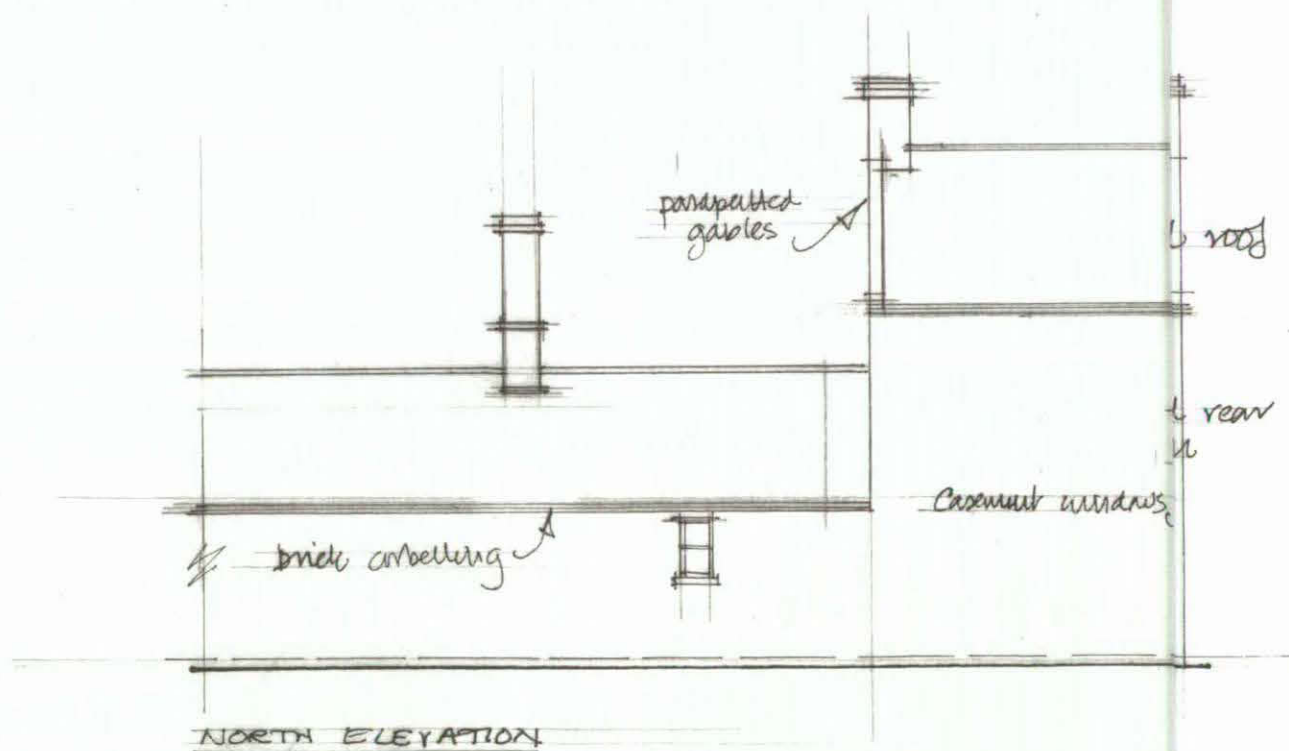 parapetted
gables
roof
rear
Casement windows
brick corbelling
NORTH ELEVATION